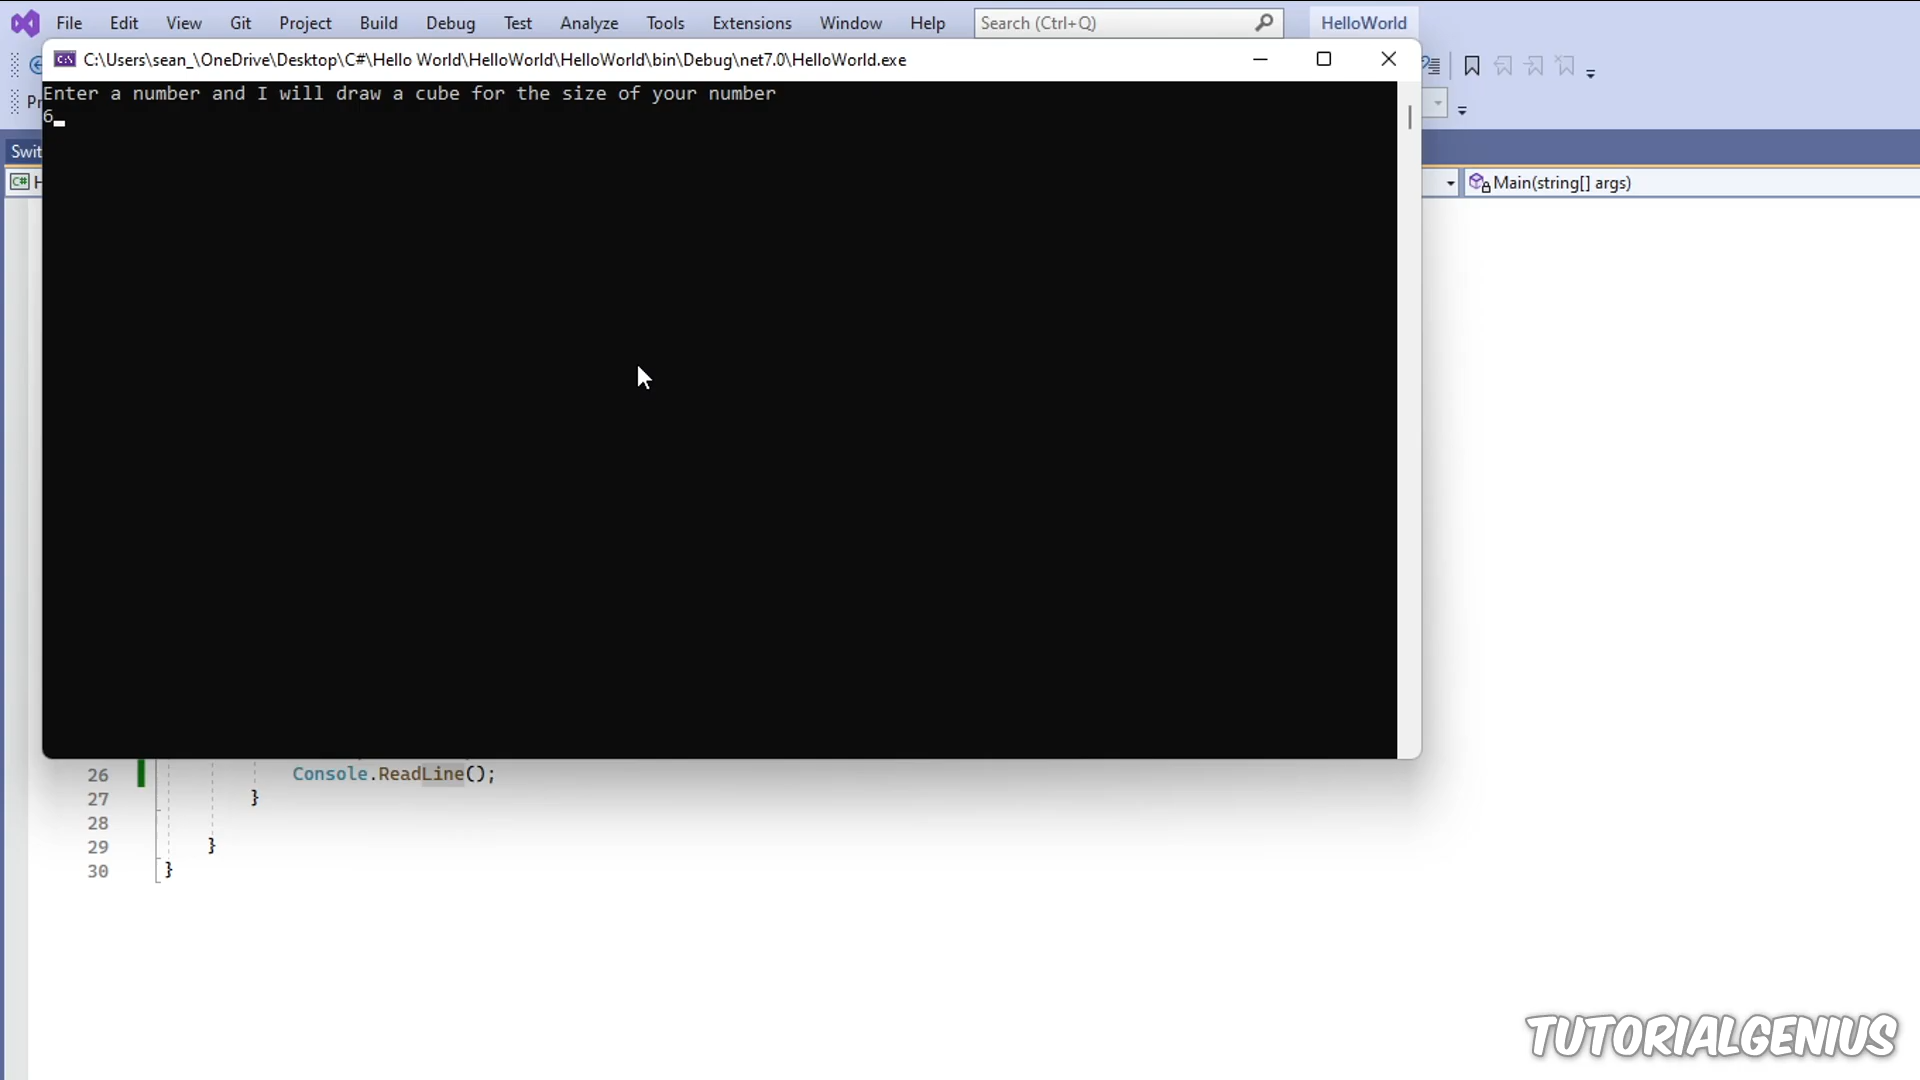 File Edit View Git Project Build Debug Test Analyze Tools Extensions Window Help Search (Ctrl+Q) HelloWorld
C:\Users\sean_\OneDrive\Desktop\C#\Hello World\HelloWorld\HelloWorld\bin\Debug\net7.0\HelloWorld.exe
Enter a number and I will draw a cube for the size of your number
6
Pr
Swit
C# H
Main(string[] args)
26 Console.ReadLine();
27 }
28
29 }
30 }
TUTORIALGENIUS